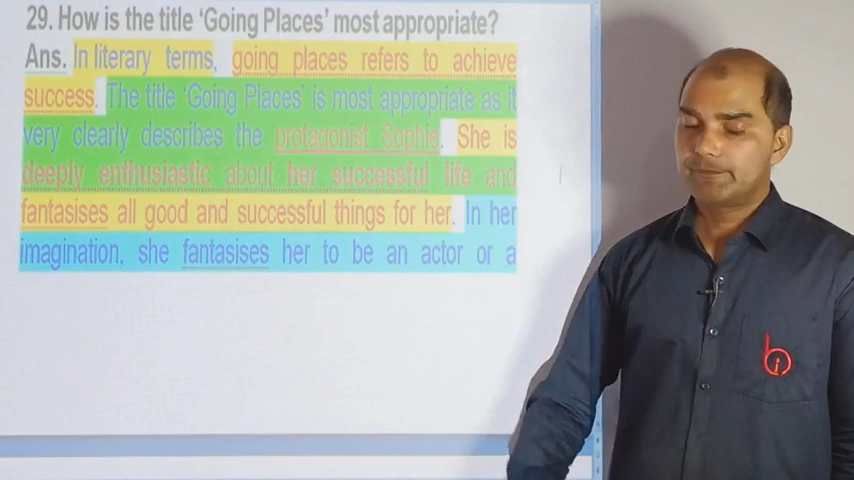 29. How is the title ‘Going Places’ most appropriate?
Ans. In literary terms, going places refers to achieve
success. The title ‘Going Places’ is most appropriate as it
very clearly describes the protagonist Sophie. She is
deeply enthusiastic about her successful life and
fantasises all good and successful things for her. In her
imagination, she fantasises her to be an actor or a